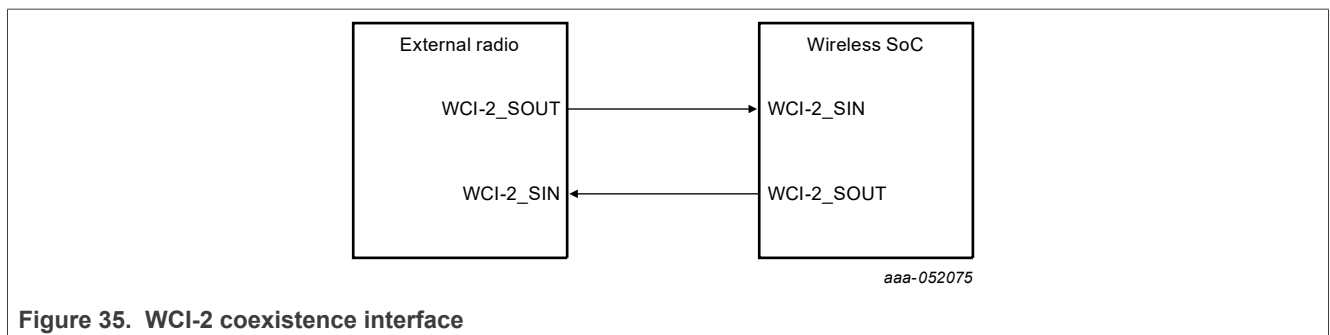 External radio
Wireless SoC
WCI-2_SOUT
WCI-2_SIN
WCI-2_SIN
WCI-2_SOUT
aaa-052075
Figure 35. WCI-2 coexistence interface